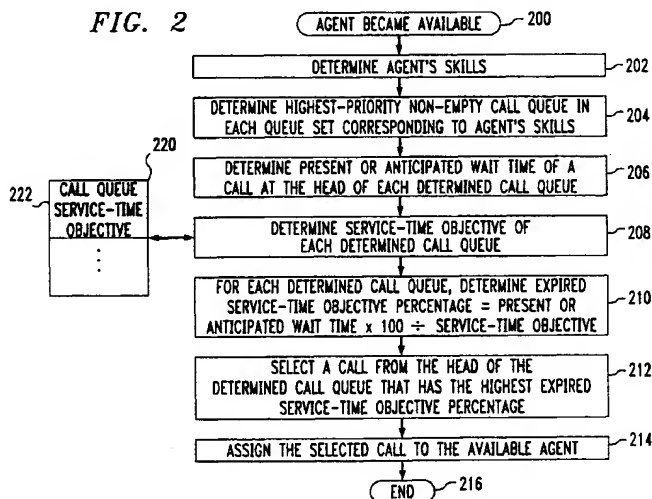 FIG. 2
AGENT BECAME AVAILABLE
200
DETERMINE AGENT'S SKILLS
202
DETERMINE HIGHEST-PRIORITY NON-EMPTY CALL QUEUE IN
EACH QUEUE SET CORRESPONDING TO AGENT'S SKILLS
204
DETERMINE PRESENT OR ANTICIPATED WAIT TIME OF A
CALL AT THE HEAD OF EACH DETERMINED CALL QUEUE
206
220
222
CALL QUEUE
SERVICE-TIME
OBJECTIVE
DETERMINE SERVICE-TIME OBJECTIVE OF
EACH DETERMINED CALL QUEUE
208
FOR EACH DETERMINED CALL QUEUE, DETERMINE EXPIRED
SERVICE-TIME OBJECTIVE PERCENTAGE = PRESENT OR
ANTICIPATED WAIT TIME x 100 ÷ SERVICE-TIME OBJECTIVE
210
SELECT A CALL FROM THE HEAD OF THE
DETERMINED CALL QUEUE THAT HAS THE HIGHEST EXPIRED
SERVICE-TIME OBJECTIVE PERCENTAGE
212
ASSIGN THE SELECTED CALL TO THE AVAILABLE AGENT
214
END
216